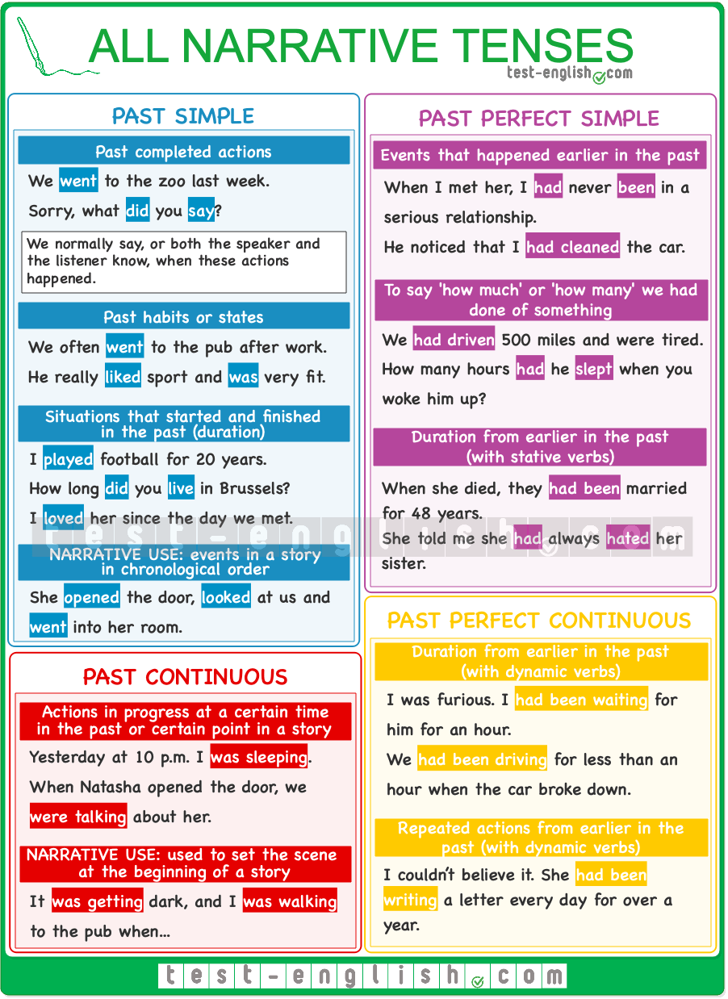 ALL NARRATIVE TENSES
test-english.com
PAST SIMPLE
Past completed actions
We went to the zoo last week.
Sorry, what did you say?
We normally say, or both the speaker and
the listener know, when these actions
happened.
Past habits or states
We often went to the pub after work.
He really liked sport and was very fit.
Situations that started and finished
in the past (duration)
I played football for 20 years.
How long did you live in Brussels?
I loved her since the day we met.
NARRATIVE USE: events in a story
in chronological order
She opened the door, looked at us and
went into her room.
PAST CONTINUOUS
Actions in progress at a certain time
in the past or certain point in a story
Yesterday at 10 p.m. I was sleeping.
When Natasha opened the door, we
were talking about her.
NARRATIVE USE: used to set the scene
at the beginning of a story
It was getting dark, and I was walking
to the pub when...
PAST PERFECT SIMPLE
Events that happened earlier in the past
When I met her, I had never been in a
serious relationship.
He noticed that I had cleaned the car.
To say 'how much' or 'how many' we had
done of something
We had driven 500 miles and were tired.
How many hours had he slept when you
woke him up?
Duration from earlier in the past
(with stative verbs)
When she died, they had been married
for 48 years.
She told me she had always hated her
sister.
PAST PERFECT CONTINUOUS
Duration from earlier in the past
(with dynamic verbs)
I was furious. I had been waiting for
him for an hour.
We had been driving for less than an
hour when the car broke down.
Repeated actions from earlier in the
past (with dynamic verbs)
I couldn't believe it. She had been
writing a letter every day for over a
year.
test-english.com
test-english.com